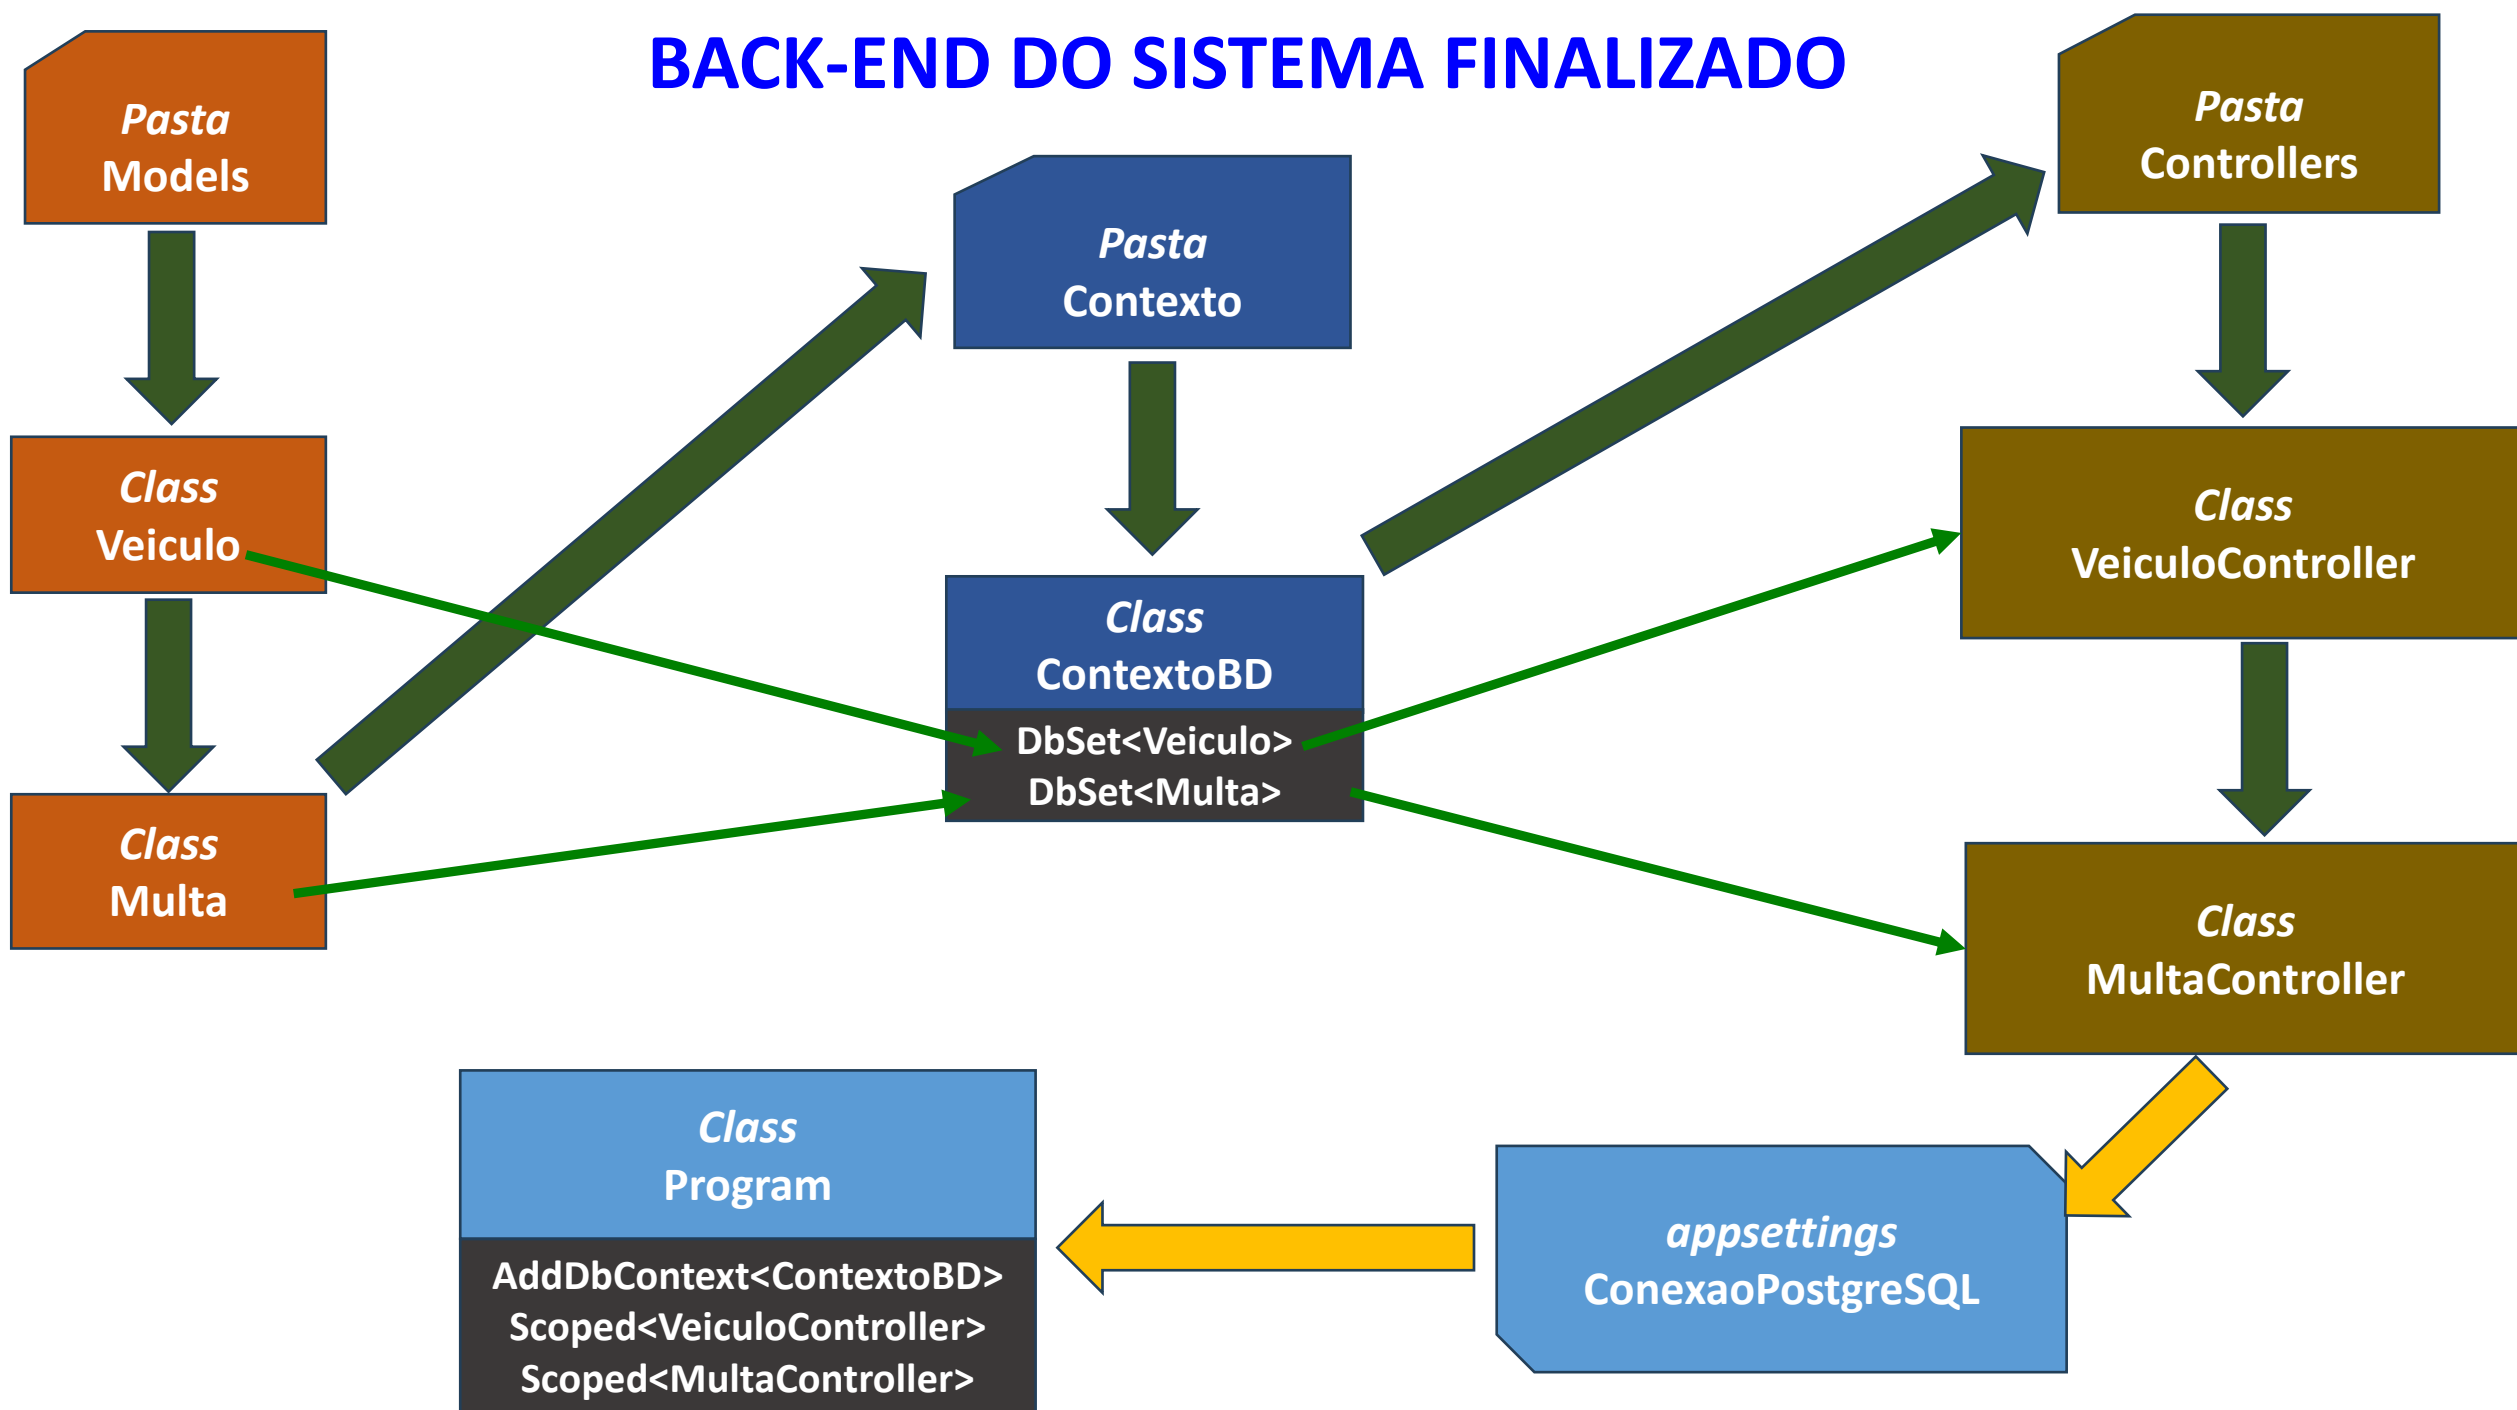 BACK-END DO SISTEMA FINALIZADO
Pasta
Models
Class
Veiculo
Class
Multa
Pasta
Contexto
Class
ContextoBD
DbSet<Veiculo>
DbSet<Multa>
Pasta
Controllers
Class
VeiculoController
Class
MultaController
appsettings
ConexaoPostgreSQL
Class
Program
AddDbContext<ContextoBD>
Scoped<VeiculoController>
Scoped<MultaController>